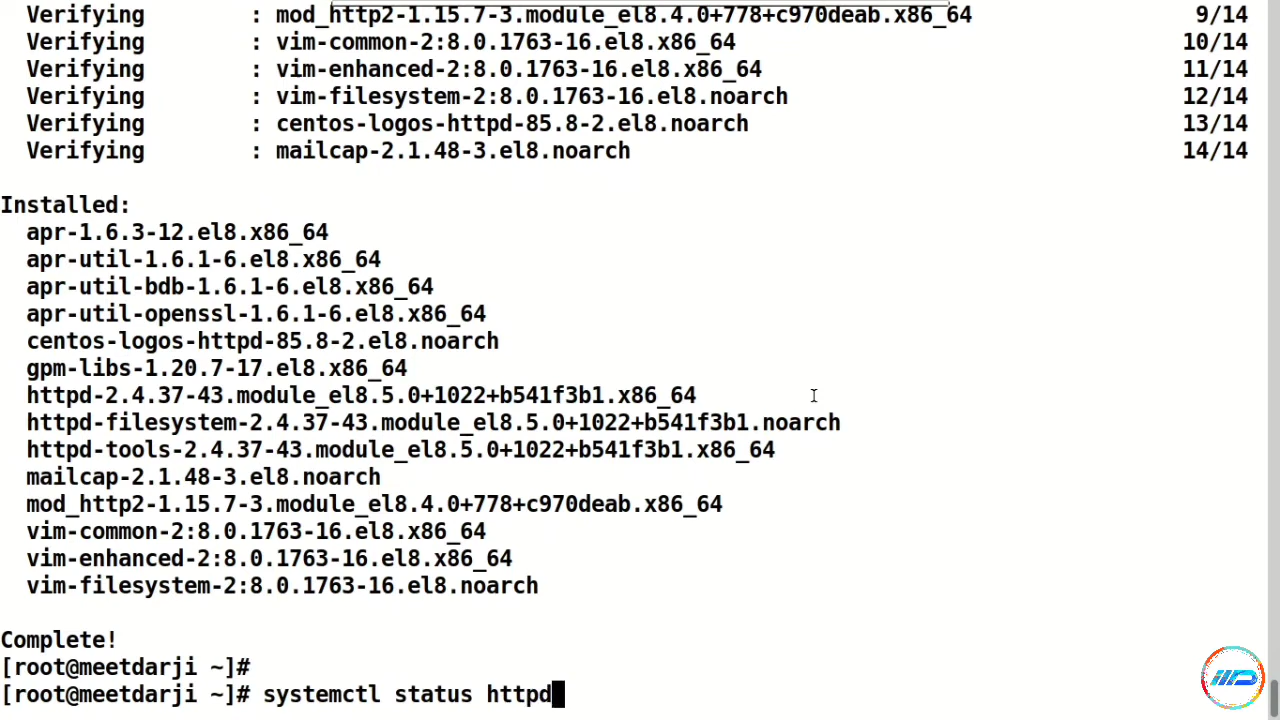 Verifying : mod_http2-1.15.7-3.module_el8.4.0+778+c970deab.x86_64 9/14
Verifying : vim-common-2:8.0.1763-16.el8.x86_64 10/14
Verifying : vim-enhanced-2:8.0.1763-16.el8.x86_64 11/14
Verifying : vim-filesystem-2:8.0.1763-16.el8.noarch 12/14
Verifying : centos-logos-httpd-85.8-2.el8.noarch 13/14
Verifying : mailcap-2.1.48-3.el8.noarch 14/14
Installed:
apr-1.6.3-12.el8.x86_64
apr-util-1.6.1-6.el8.x86_64
apr-util-bdb-1.6.1-6.el8.x86_64
apr-util-openssl-1.6.1-6.el8.x86_64
centos-logos-httpd-85.8-2.el8.noarch
gpm-libs-1.20.7-17.el8.x86_64
httpd-2.4.37-43.module_el8.5.0+1022+b541f3b1.x86_64
httpd-filesystem-2.4.37-43.module_el8.5.0+1022+b541f3b1.noarch
httpd-tools-2.4.37-43.module_el8.5.0+1022+b541f3b1.x86_64
mailcap-2.1.48-3.el8.noarch
mod_http2-1.15.7-3.module_el8.4.0+778+c970deab.x86_64
vim-common-2:8.0.1763-16.el8.x86_64
vim-enhanced-2:8.0.1763-16.el8.x86_64
vim-filesystem-2:8.0.1763-16.el8.noarch
Complete!
[root@meetdarji ~]#
[root@meetdarji ~]# systemctl status httpd